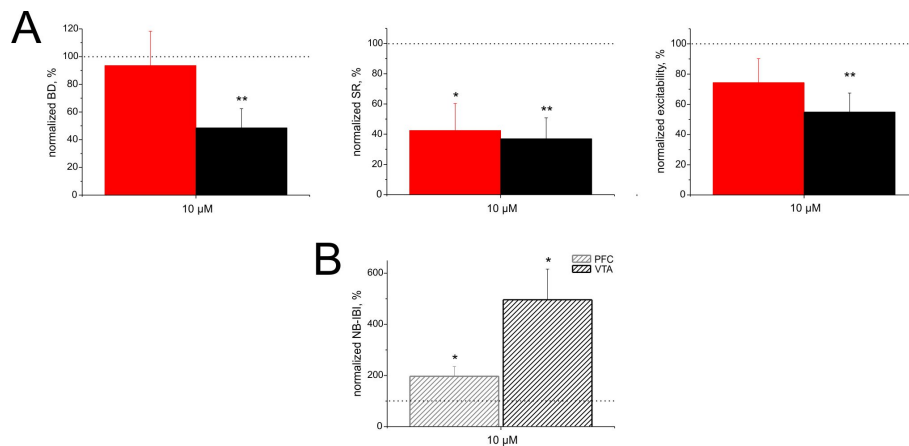 A
normalized BD, %
120
100
80
60
40
20
0
**
10 µM
normalized SR, %
100
80
60
40
20
0
*
**
10 µM
normalized excitability, %
100
80
60
40
20
0
**
10 µM
B
normalized NB-IBI, %
600
400
200
0
*
*
PFC
VTA
10 µM